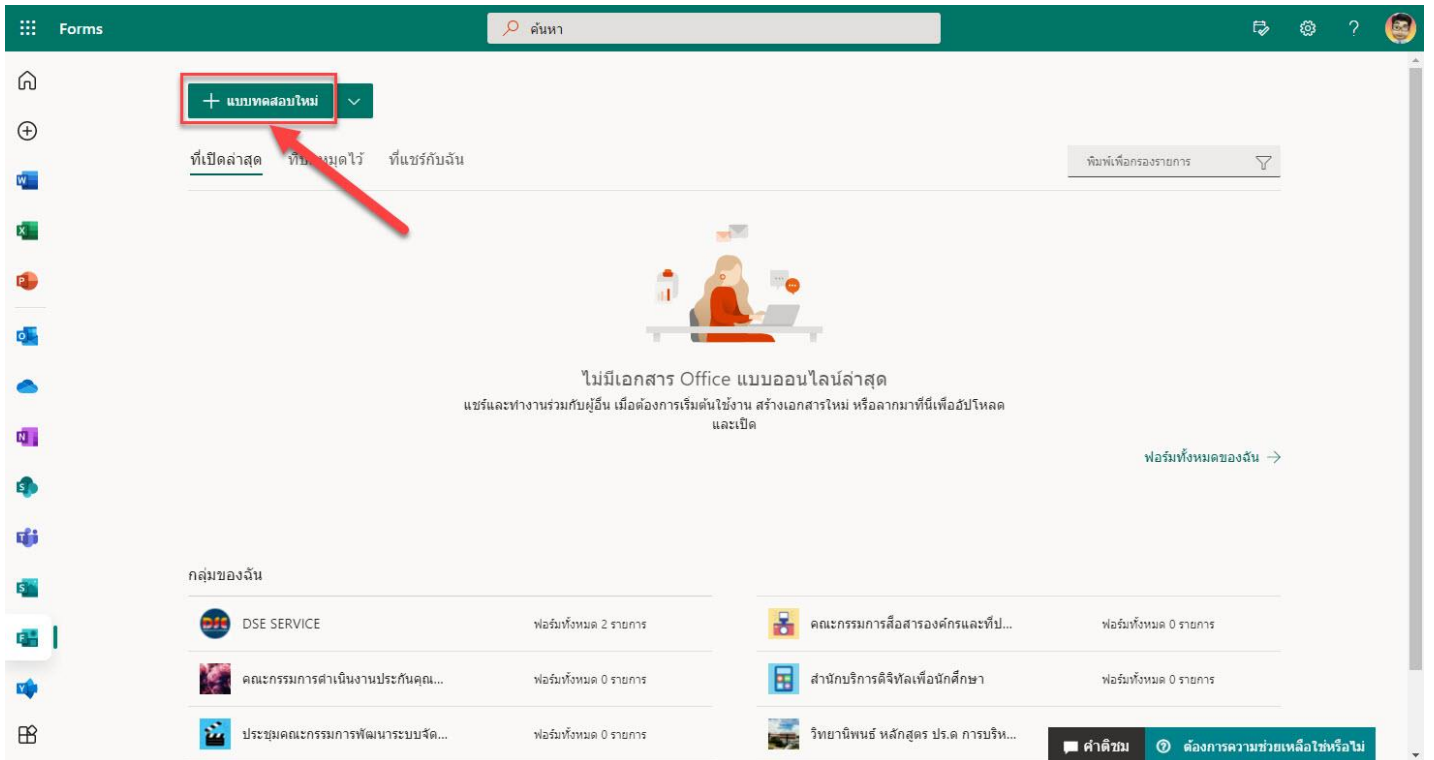 Forms
ค้นหา
แบบทดสอบใหม่
ที่เปิดล่าสุด
ที่แชร์กับฉัน
พิมพ์เพื่อกรองรายการ
ไม่มีเอกสาร Office แบบออนไลน์ล่าสุด
แชร์และทำงานร่วมกับผู้อื่น เมื่อต้องการเริ่มต้นใช้งาน สร้างเอกสารใหม่ หรือลากมาที่นี่เพื่ออัปโหลด
และเปิด
ฟอร์มทั้งหมดของฉัน
กลุ่มของฉัน
DSE SERVICE
ฟอร์มทั้งหมด 2 รายการ
คณะกรรมการสื่อสารองค์กรและที่ป...
ฟอร์มทั้งหมด 0 รายการ
คณะกรรมการดำเนินงานประกันคุณ...
ฟอร์มทั้งหมด 0 รายการ
สำนักบริการดิจิทัลเพื่อนักศึกษา
ฟอร์มทั้งหมด 0 รายการ
ประชุมคณะกรรมการพัฒนาระบบจัด...
ฟอร์มทั้งหมด 0 รายการ
วิทยานิพนธ์ หลักสูตร ปร.ด การบริห...
คำติชม
ต้องการความช่วยเหลือใช่หรือไม่